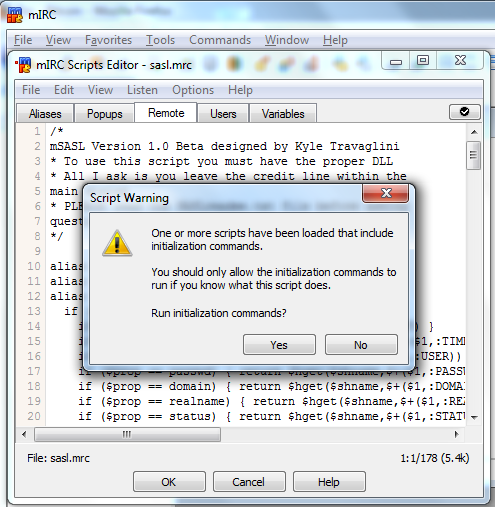 mIRC
File View Favorites Tools Commands Window Help
mIRC Scripts Editor - sasl.mrc
File Edit View Listen Options Help
Aliases Popups Remote Users Variables
1 /*
2 mSASL Version 1.0 Beta designed by Kyle Travaglini
3 * To use this script you must have the proper DLL
4 * All I ask is you leave the credit line within the
5 main
6 * PL
7 quest
8 */
9
10 alias
11 alias
12 alias
13 if
14 ) }
15 ($1,:TIME
16 :USER))
17 if ($prop == passwd) { return $hget($shname,$+($1,:PASSW
18 if ($prop == domain) { return $hget($shname,$+($1,:DOMA
19 if ($prop == realname) { return $hget($shname,$+($1,:REA
20 if ($prop == status) { return $hget($shname,$+($1,:STAT
Script Warning
One or more scripts have been loaded that include
initialization commands.
You should only allow the initialization commands to
run if you know what this script does.
Run initialization commands?
Yes No
File: sasl.mrc 1:1/178 (5.4k)
OK Cancel Help